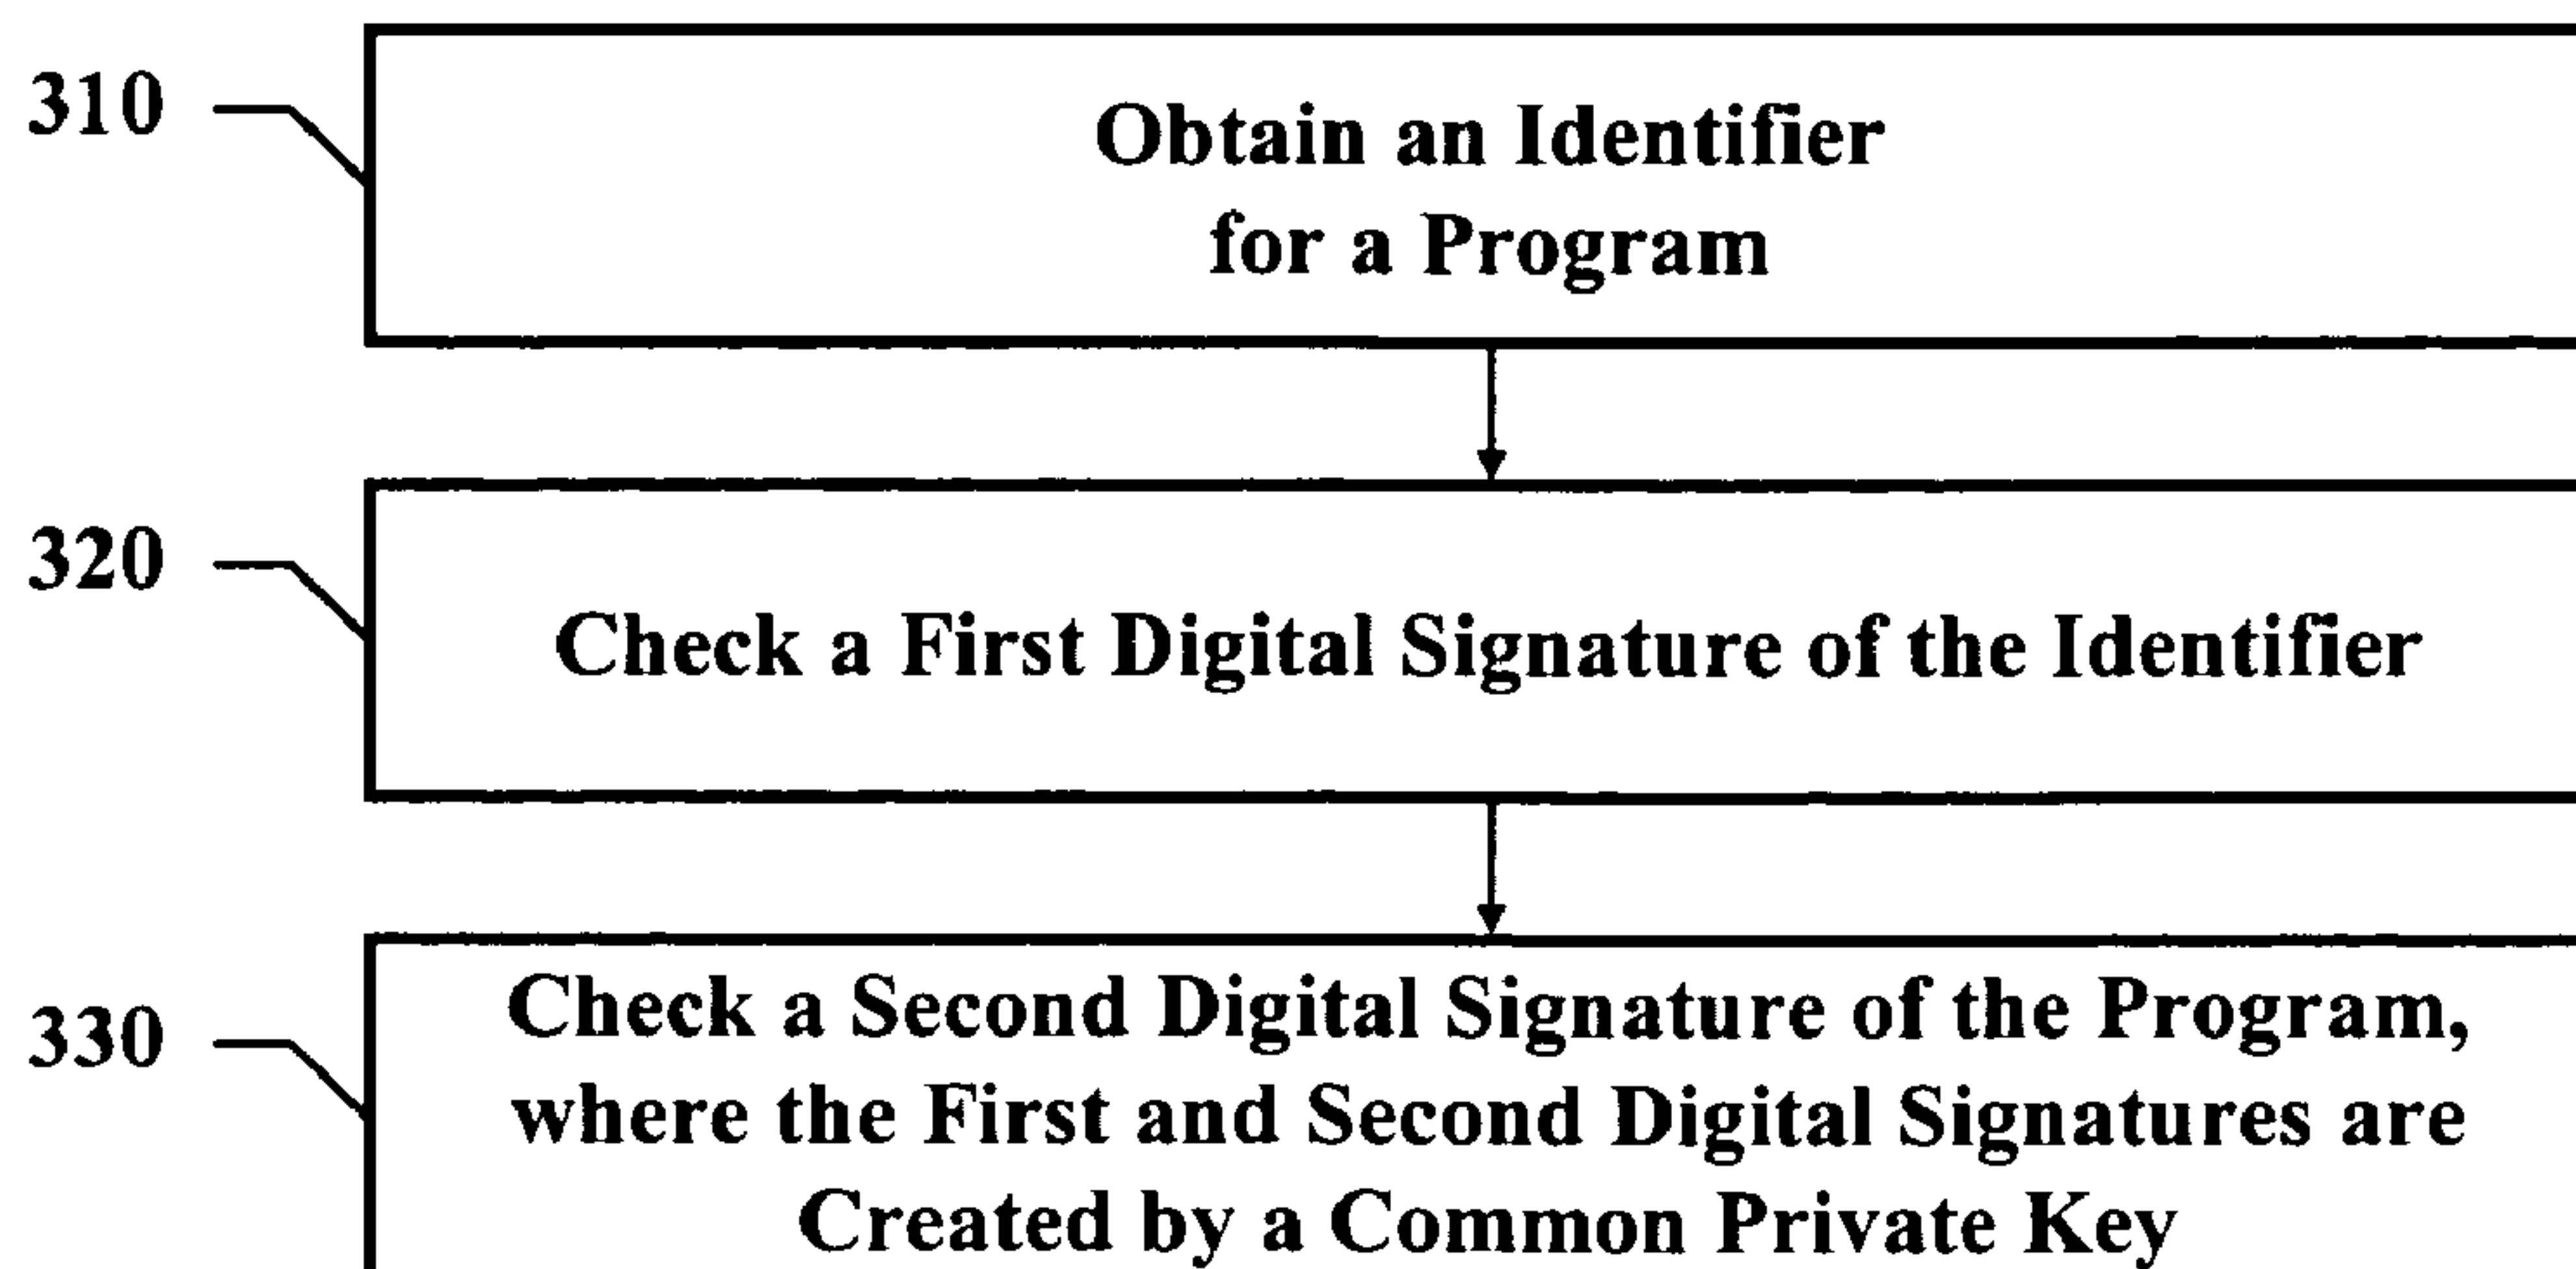 310
Obtain an Identifier
for a Program
320
Check a First Digital Signature of the Identifier
330
Check a Second Digital Signature of the Program,
where the First and Second Digital Signatures are
Created by a Common Private Key